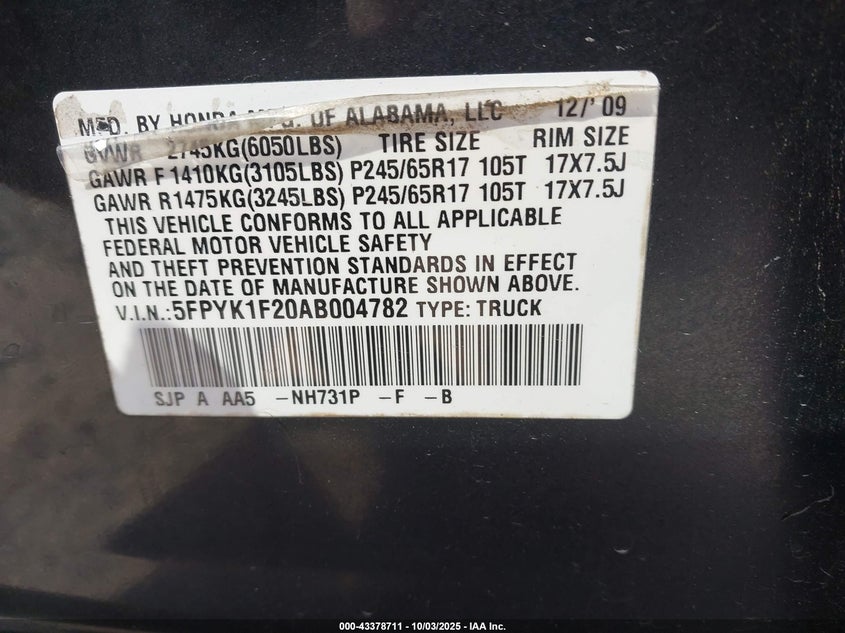 MFD. BY HONDA MFG. OF ALABAMA, LLC 12/'09
GVWR 2745KG(6050LBS) TIRE SIZE RIM SIZE
GAWR F 1410KG(3105LBS) P245/65R17 105T 17X7.5J
GAWR R1475KG(3245LBS) P245/65R17 105T 17X7.5J
THIS VEHICLE CONFORMS TO ALL APPLICABLE
FEDERAL MOTOR VEHICLE SAFETY
AND THEFT PREVENTION STANDARDS IN EFFECT
ON THE DATE OF MANUFACTURE SHOWN ABOVE.
V.I.N.:5FPYK1F20AB004782 TYPE: TRUCK
SJP A AA5 -NH731P -F -B
000-43378711 - 10/03/2025 - IAA Inc.